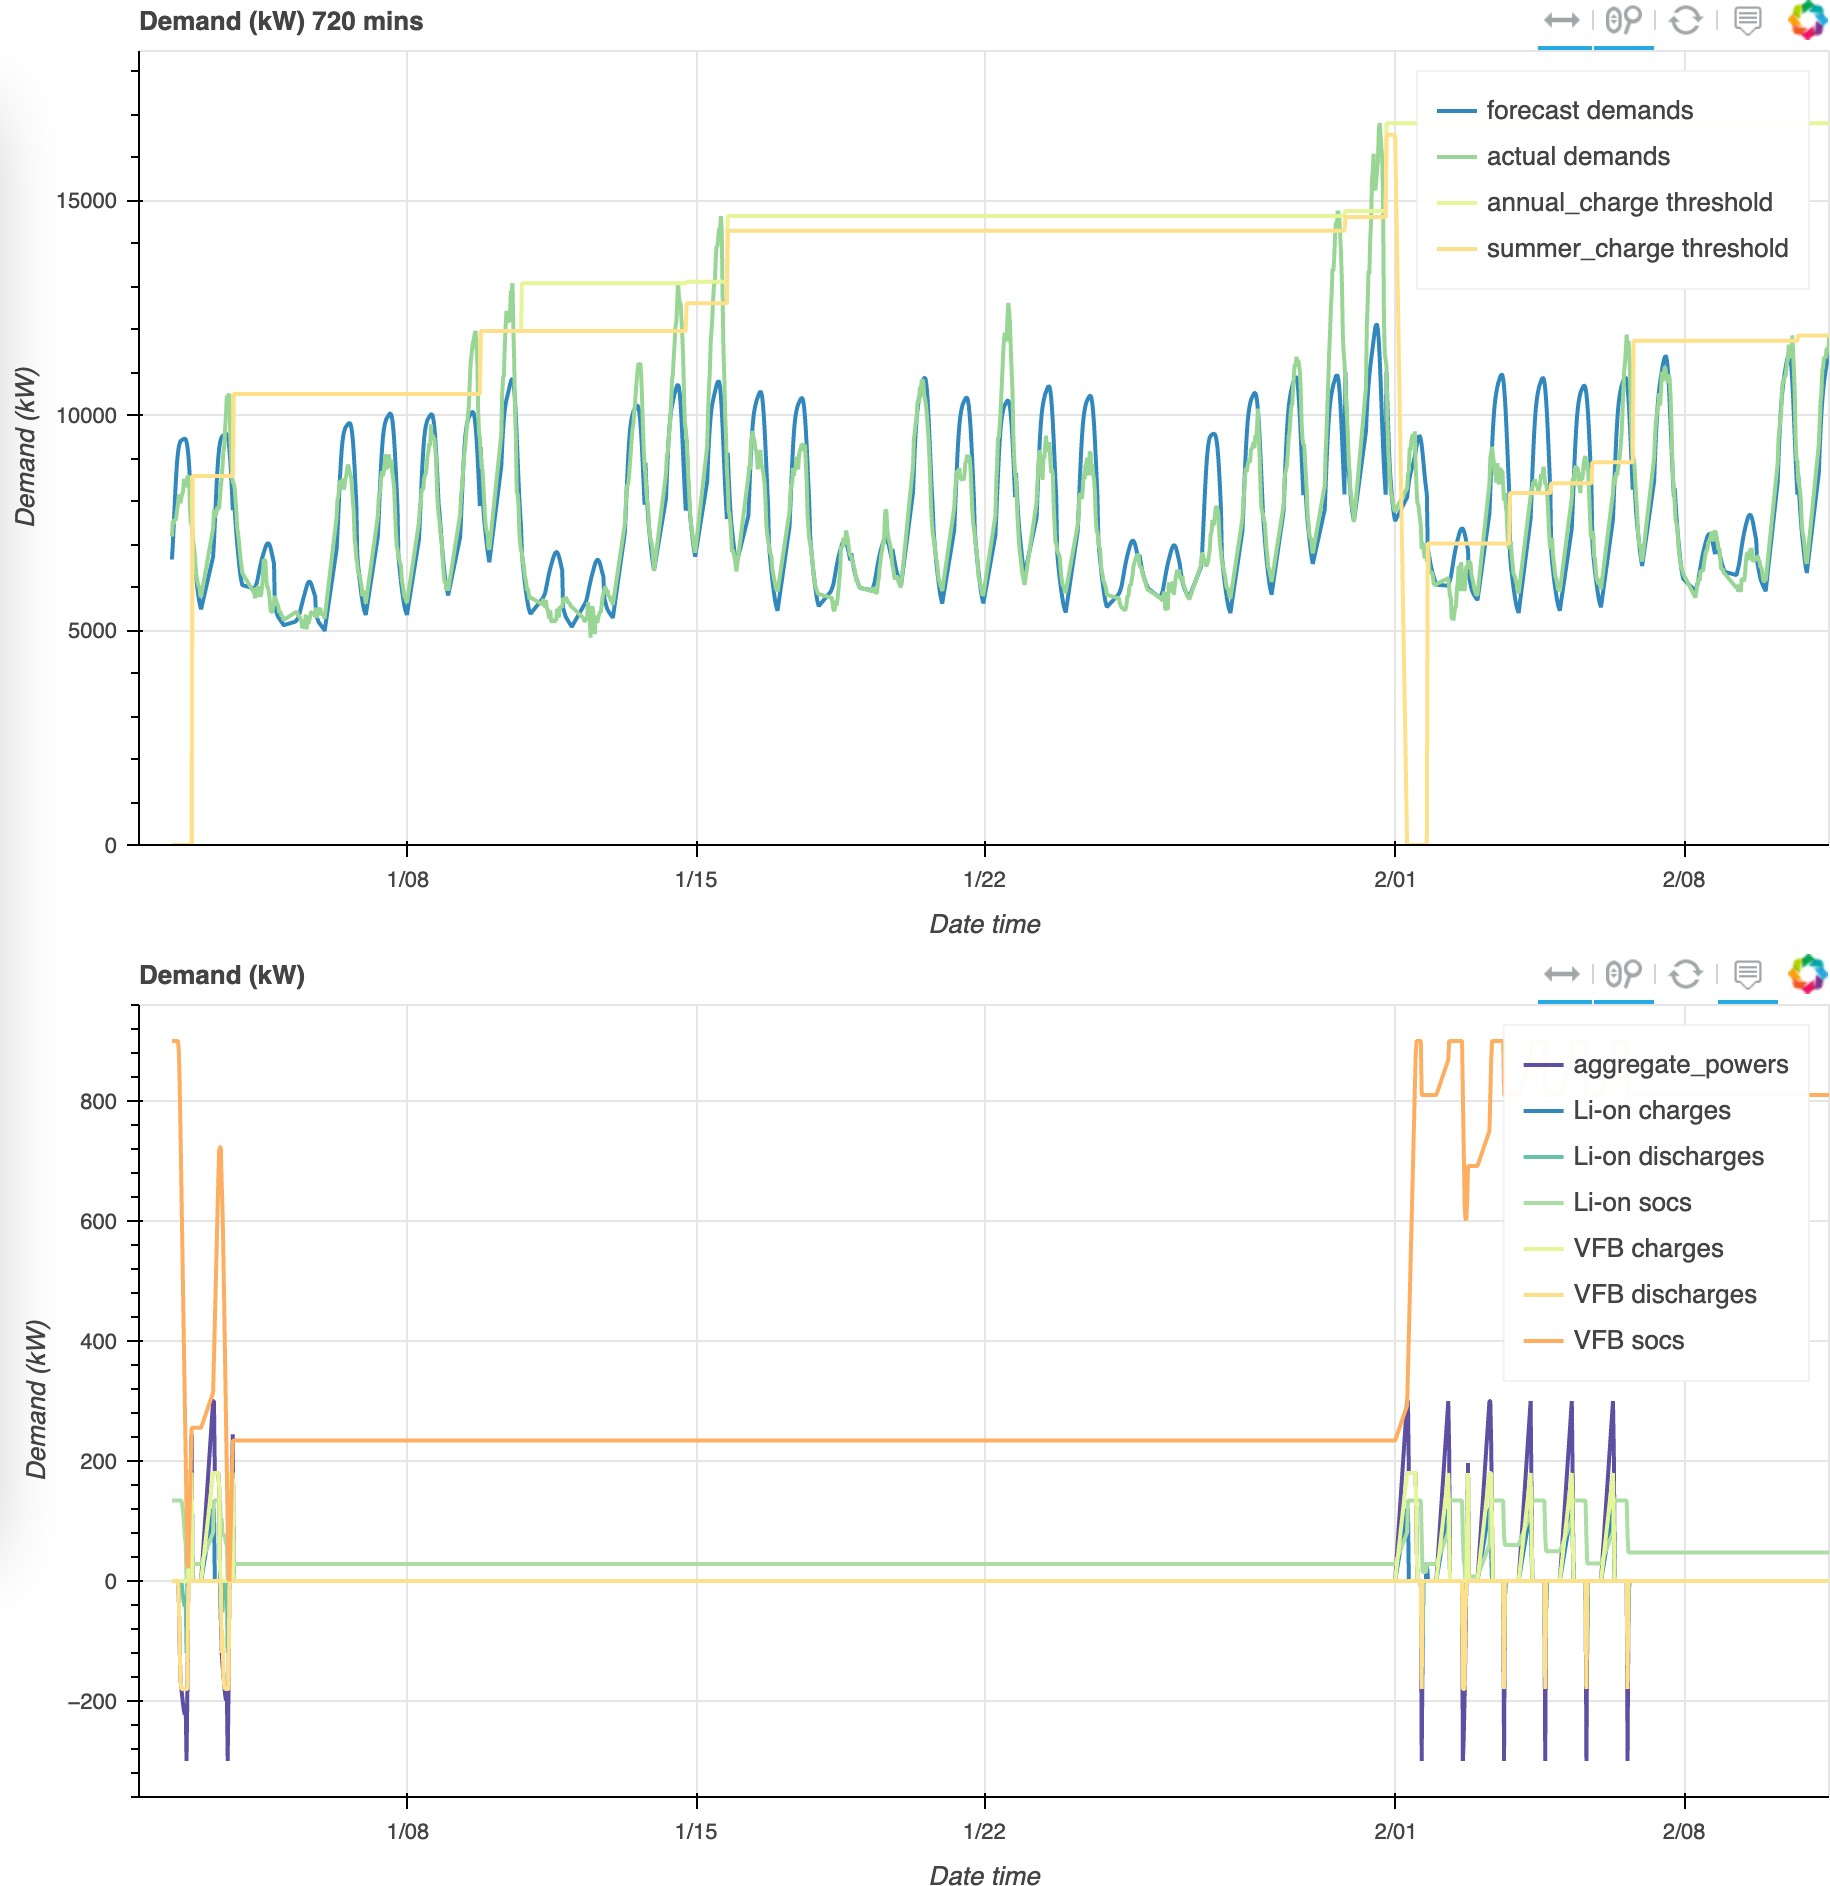 Demand (kW) 720 mins
forecast demands
actual demands
annual_charge threshold
summer_charge threshold
15000
10000
5000
0
Demand (kW)
1/08
1/15
1/22
2/01
2/08
Date time
Demand (kW)
aggregate_powers
Li-on charges
Li-on discharges
Li-on socs
VFB charges
VFB discharges
VFB socs
800
600
400
200
0
−200
Demand (kW)
1/08
1/15
1/22
2/01
2/08
Date time